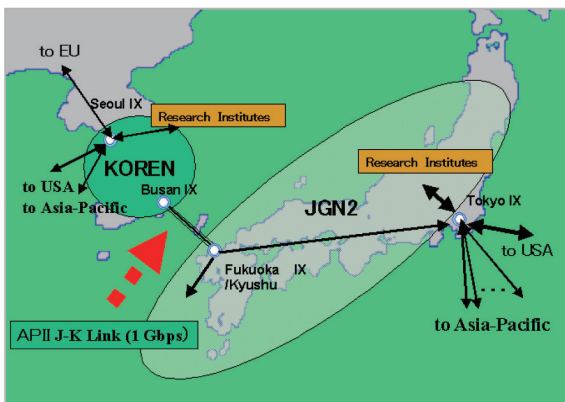 to EU
Seoul IX
Research Institutes
KOREN
to USA
to Asia-Pacific
Busan IX
Research Institutes
JGN2
Tokyo IX
to USA
Fukuoka IX
/Kyushu
to Asia-Pacific
APII J-K Link (1 Gbps)